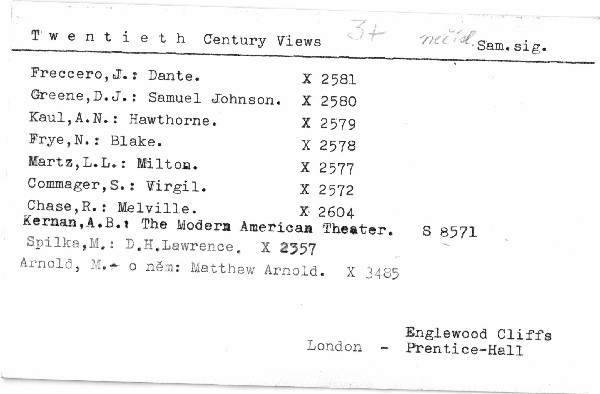 Twentieth Century Views 3+ nečísl. Sam.sig.
Freccero,J.: Dante. X 2581
Greene,D.J.: Samuel Johnson. X 2580
Kaul,A.N.: Hawthorne. X 2579
Frye,N.: Blake. X 2578
Martz,L.L.: Milton. X 2577
Commager,S.: Virgil. X 2572
Chase,R.: Melville. X 2604
Kernan,A.B.: The Modern American Theater. S 8571
Spilka,M.: D.H.Lawrence. X 2357
Arnold, M.- o něm: Matthew Arnold. X 3485
Englewood Cliffs
London - Prentice-Hall